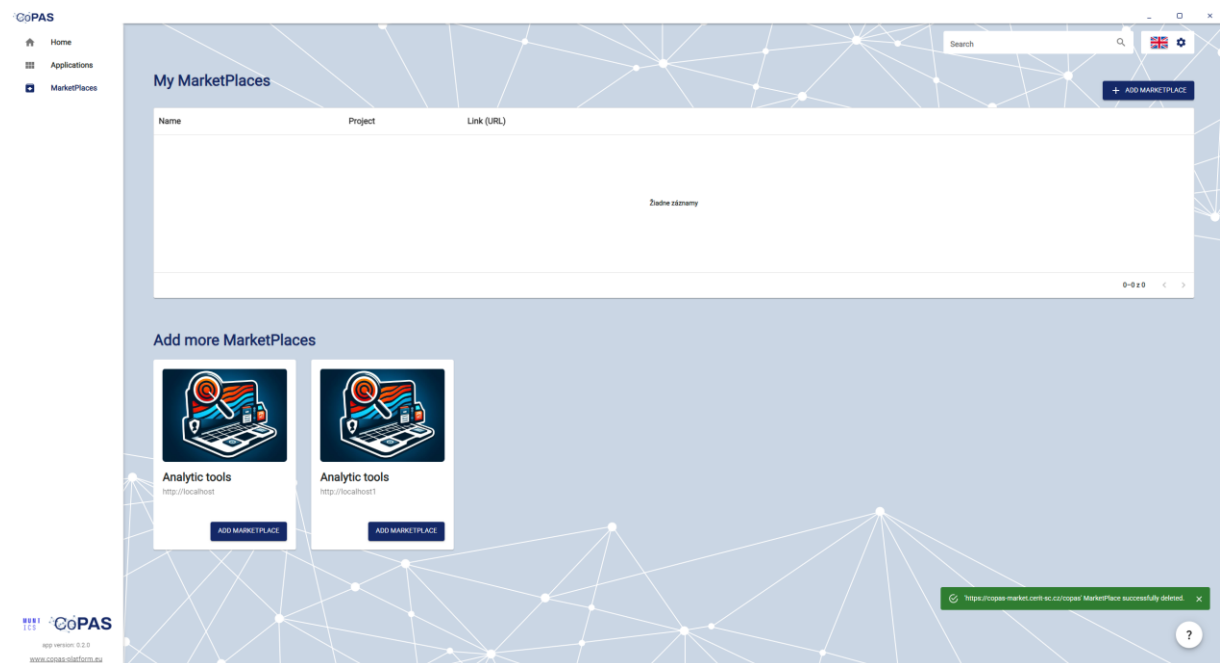 CoPAS
Home
Applications
MarketPlaces
Search
My MarketPlaces
+ ADD MARKETPLACE
Name Project Link (URL)
Žiadne záznamy
0–0 z 0
Add more MarketPlaces
Analytic tools
http://localhost
ADD MARKETPLACE
Analytic tools
http://localhost1
ADD MARKETPLACE
'https://copas-market.cerit-sc.cz/copas' MarketPlace successfully deleted.
MUNI
ICS
CoPAS
app version: 0.2.0
www.copas-platform.eu
?